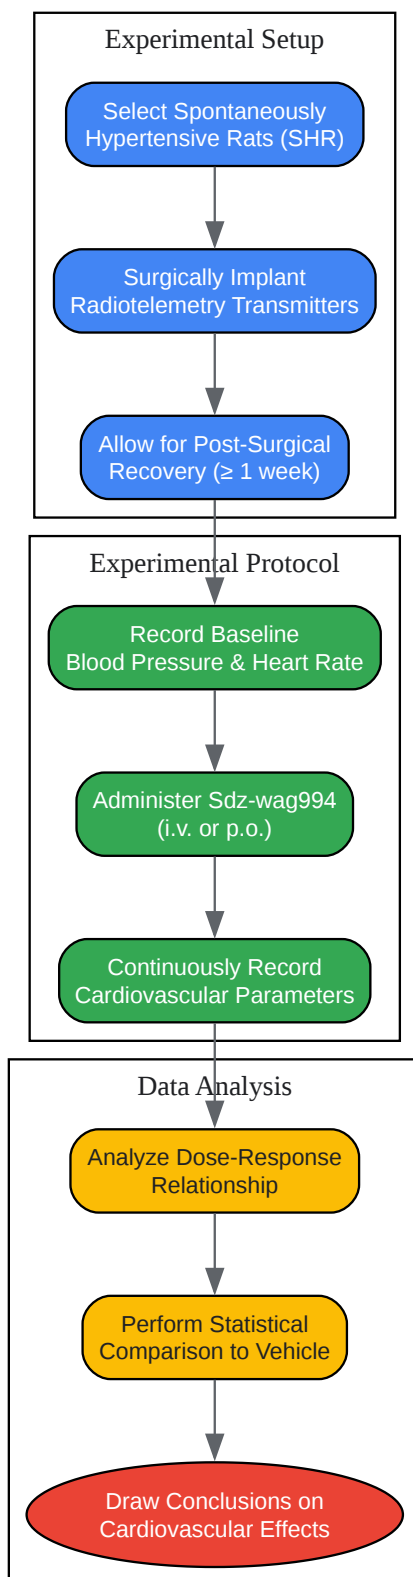 Experimental Setup
Select Spontaneously
Hypertensive Rats (SHR)
Surgically Implant
Radiotelemetry Transmitters
Allow for Post-Surgical
Recovery (≥ 1 week)
Experimental Protocol
Record Baseline
Blood Pressure & Heart Rate
Administer Sdz-wag994
(i.v. or p.o.)
Continuously Record
Cardiovascular Parameters
Data Analysis
Analyze Dose-Response
Relationship
Perform Statistical
Comparison to Vehicle
Draw Conclusions on
Cardiovascular Effects